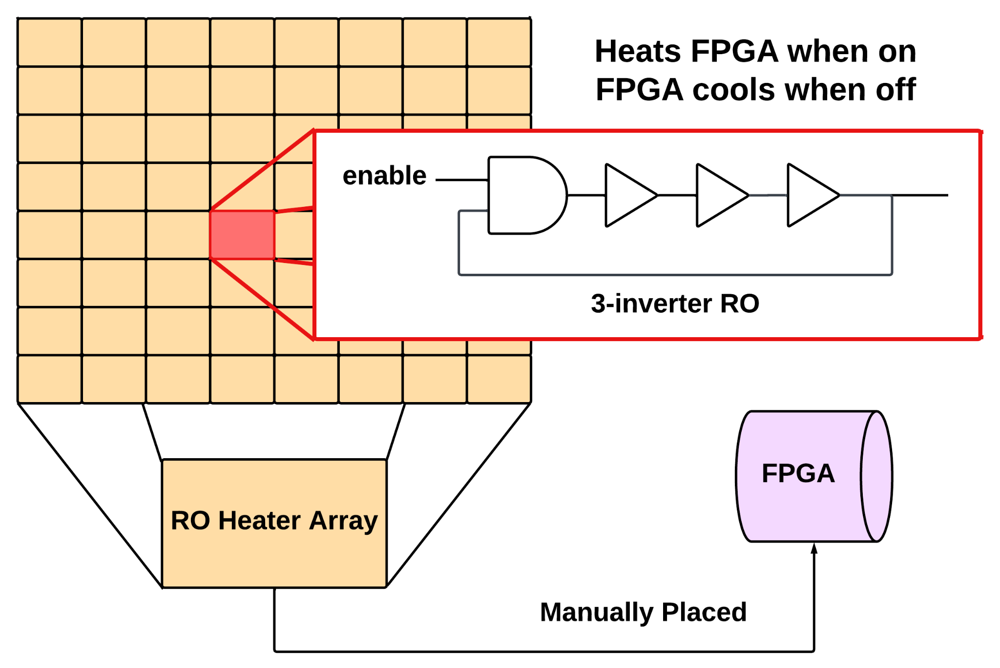 Heats FPGA when on
FPGA cools when off
enable
3-inverter RO
FPGA
RO Heater Array
Manually Placed